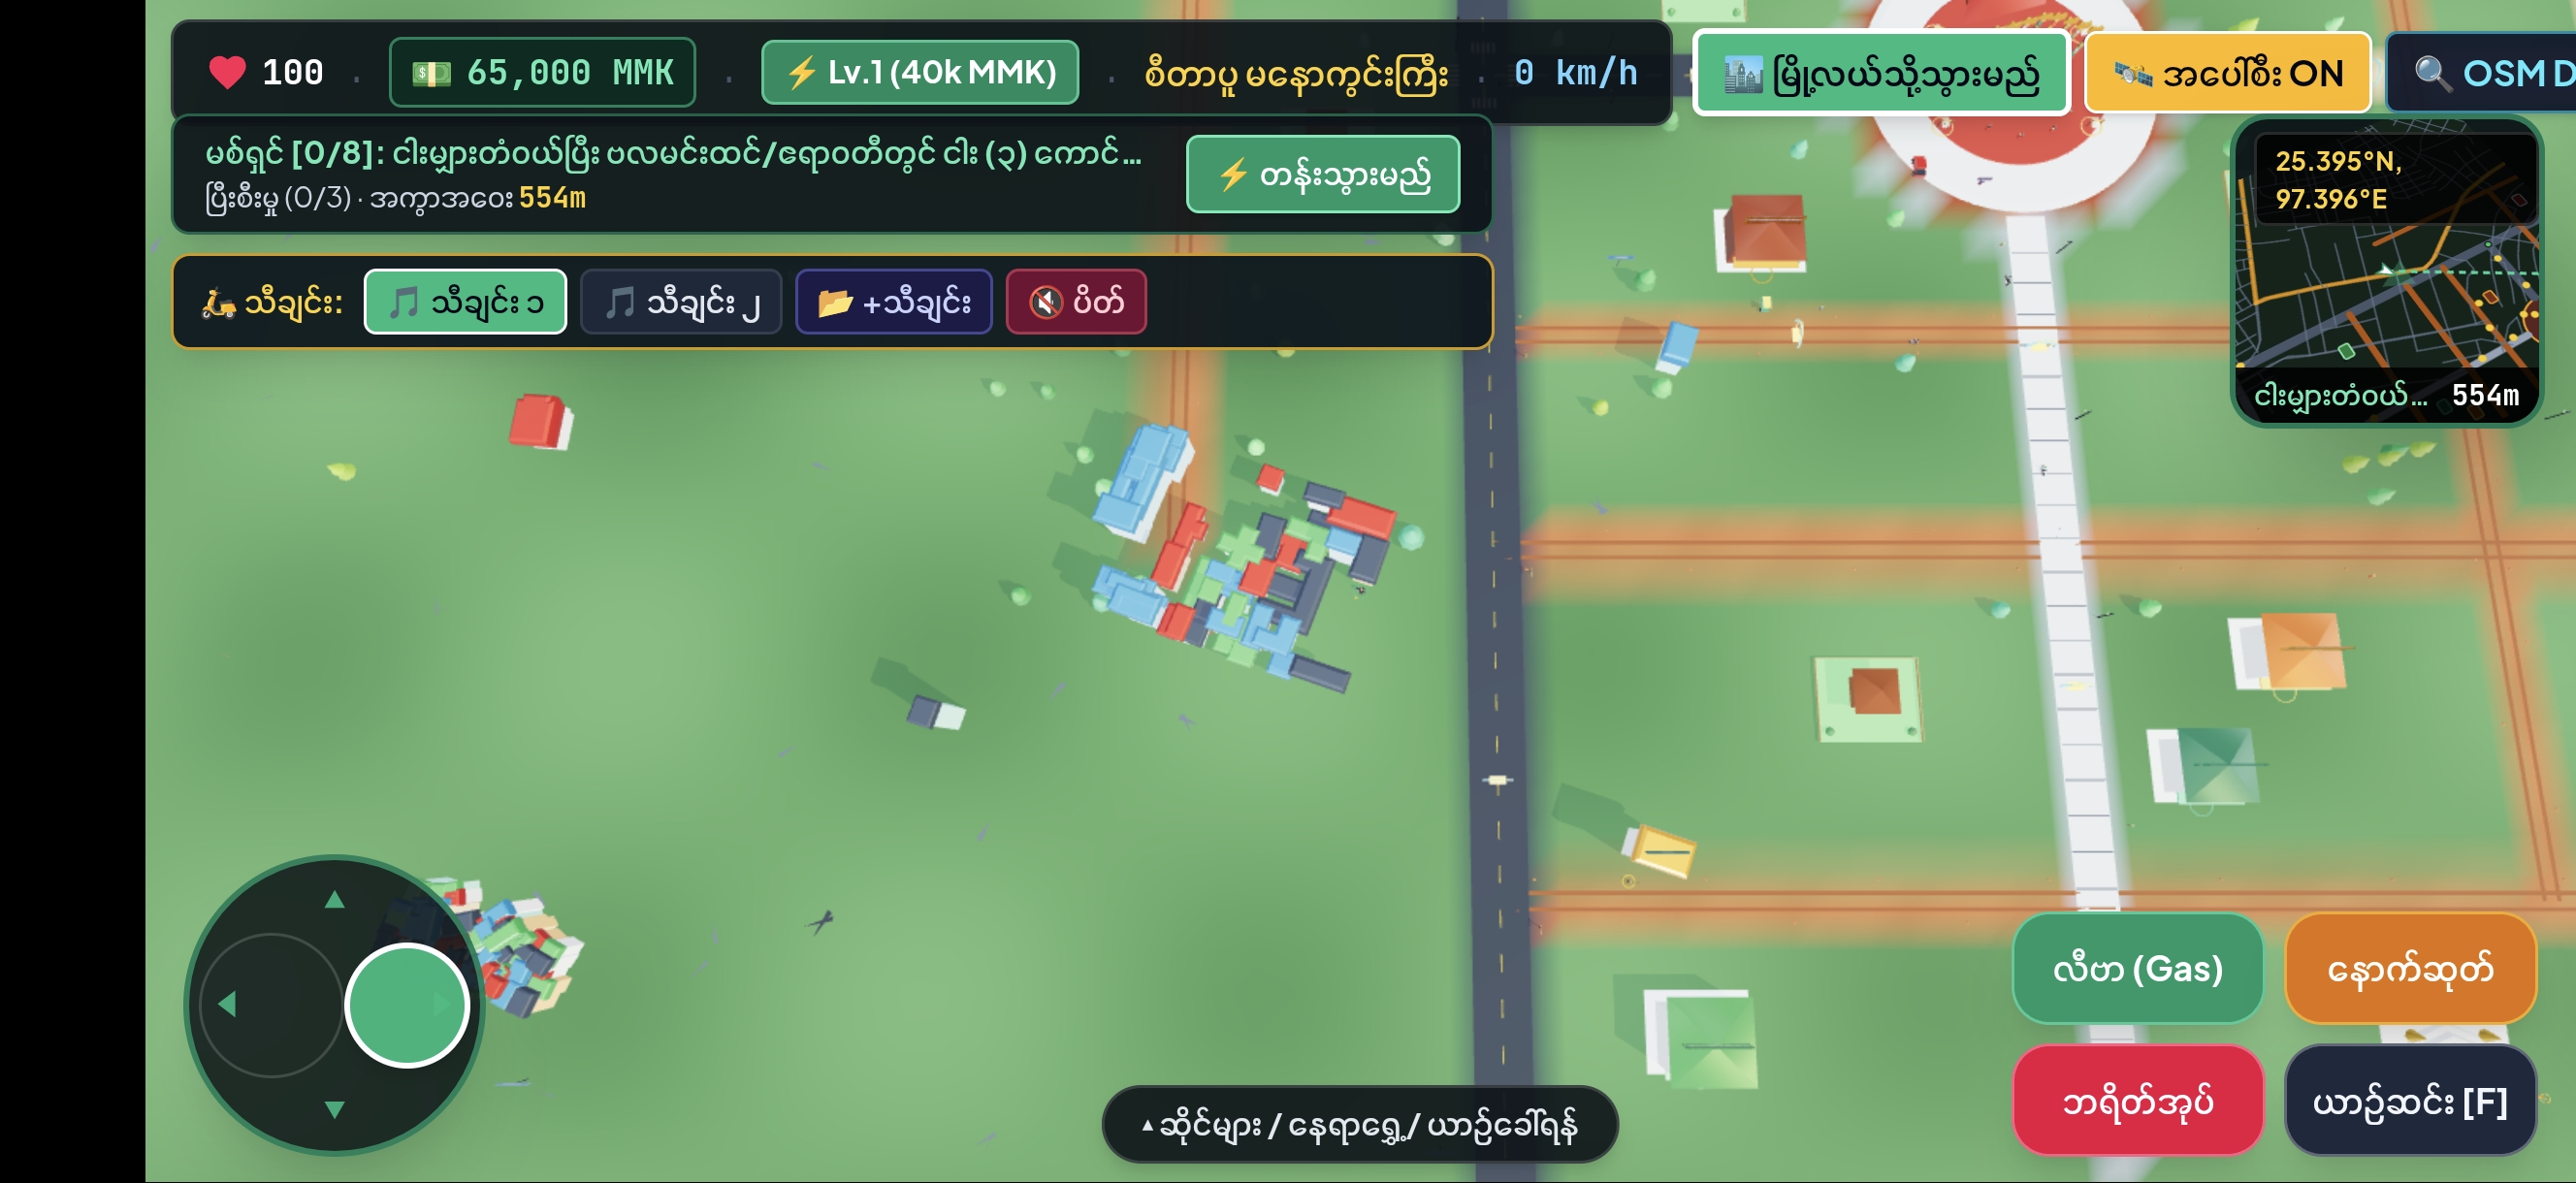 100 · 65,000 MMK · Lv.1 (40k MMK) · စီတာပူ မနောကွင်းကြီး · 0 km/h
မြို့လယ်သို့သွားမည်
အပေါ်စီး ON
OSM D
မစ်ရှင် [0/8]: ငါးမျှားတံဝယ်ပြီး ဗလမင်းထင်/ဧရာဝတီတွင် ငါး (၃) ကောင်...
ပြီးစီးမှု (0/3) · အကွာအဝေး 554m
တန်းသွားမည်
သီချင်း:
သီချင်း ၁
သီချင်း ၂
+သီချင်း
ပိတ်
25.395°N,
97.396°E
ငါးမျှားတံဝယ်... 554m
လီဗာ (Gas)
နောက်ဆုတ်
ဘရိတ်အုပ်
ယာဉ်ဆင်း [F]
ဆိုင်များ / နေရာရွှေ့ / ယာဉ်ခေါ်ရန်